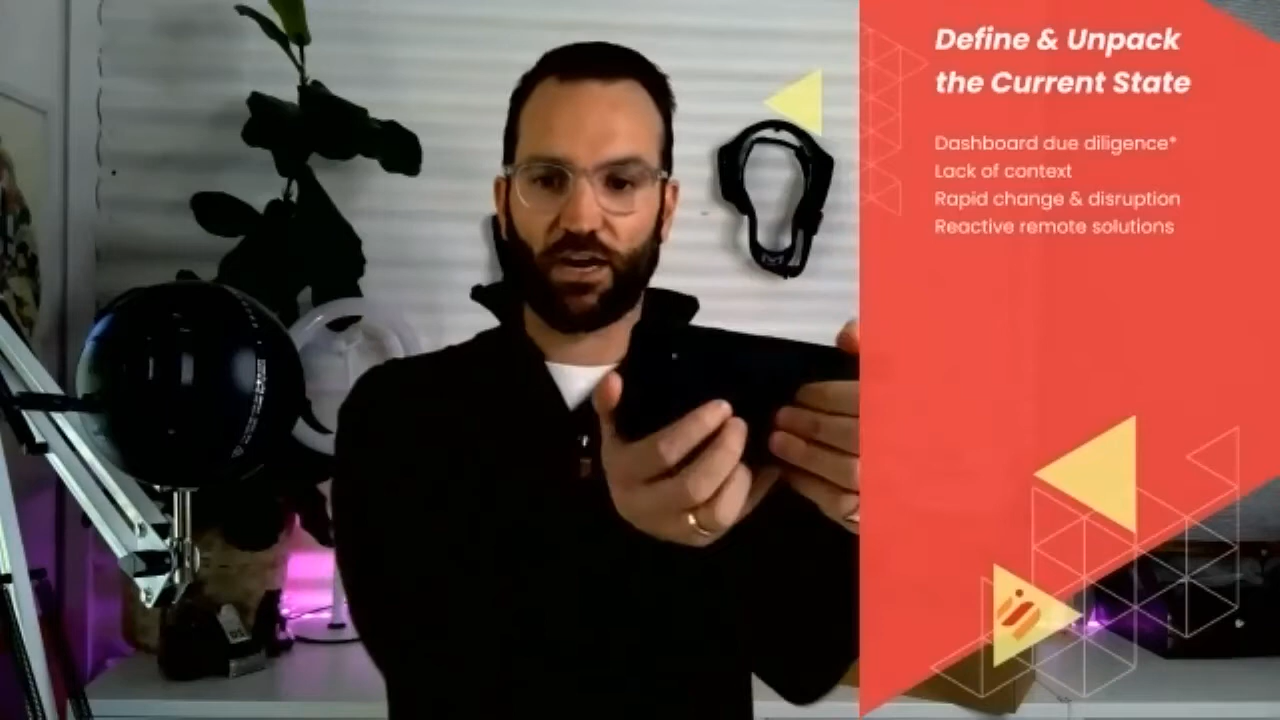 Define & Unpack
the Current State
Dashboard due diligence*
Lack of context
Rapid change & disruption
Reactive remote solutions